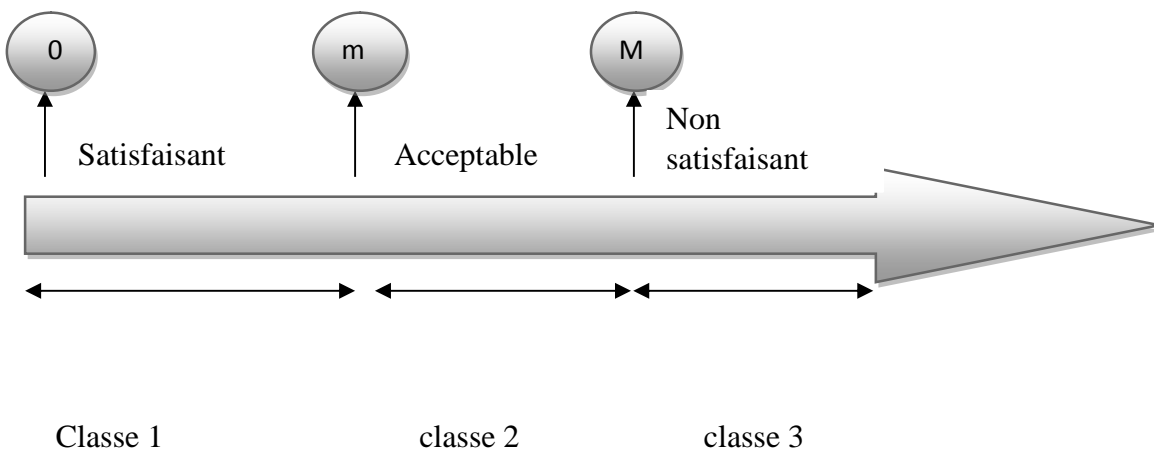 0 m M
Satisfaisant Acceptable Non
satisfaisant
Classe 1 classe 2 classe 3